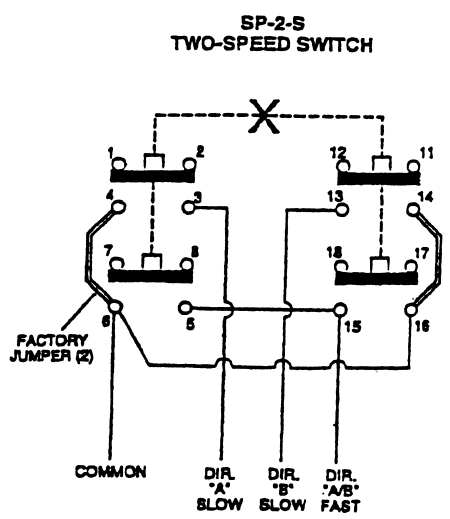 SP-2-S
TWO-SPEED SWITCH
1 2 12 11
4 3 13 14
7 8 18 17
6 5 15 16
FACTORY
JUMPER (2)
COMMON
DIR.
"A"
SLOW
DIR.
"B"
SLOW
DIR.
"A/B"
FAST